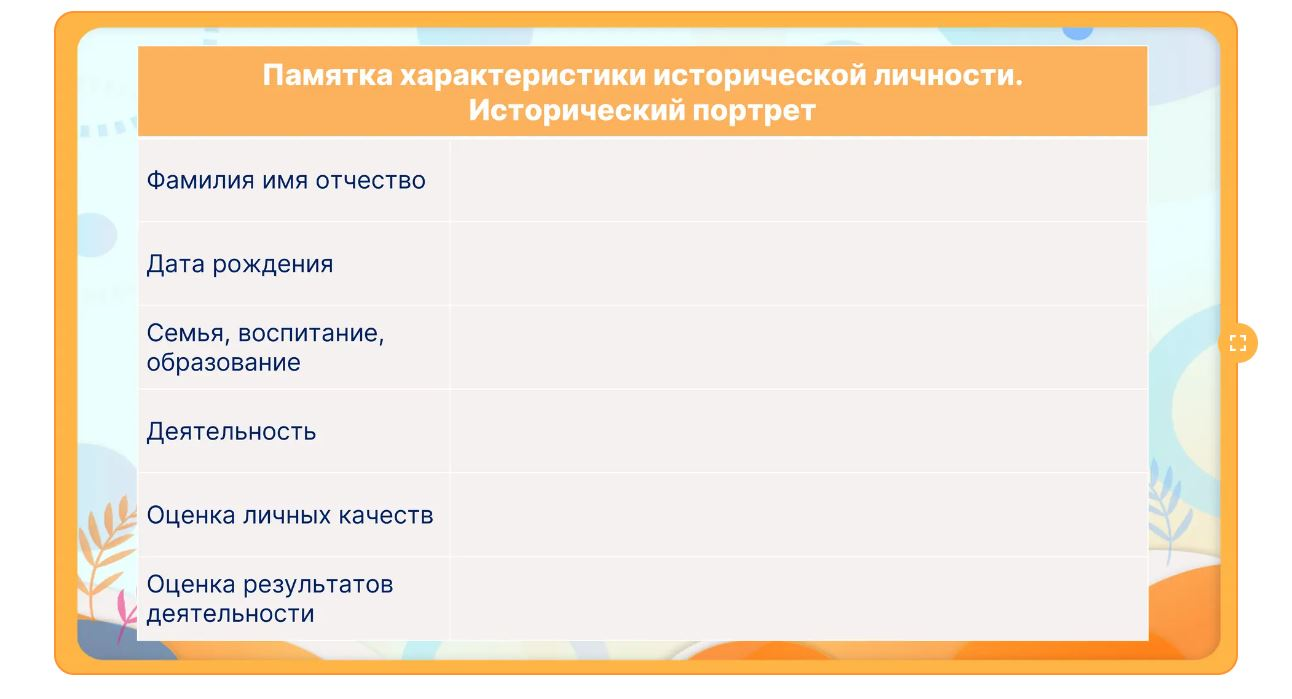 Памятка характеристики исторической личности.
Исторический портрет
Фамилия имя отчество
Дата рождения
Семья, воспитание,
образование
Деятельность
Оценка личных качеств
Оценка результатов
деятельности